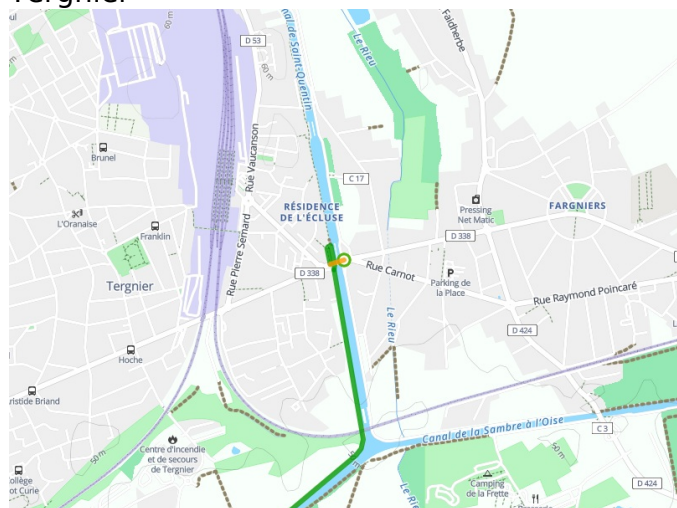 Tergnier
60 m
D 53
60 m
Canal de Saint-Quentin
Le Rieu
Faidherbe
Brunel
Rue Vaucanson
C 17
L'Oranaise
Franklin
RÉSIDENCE
DE L'ÉCLUSE
Pressing
Net Matic
FARGNIERS
Rue Pierre Semard
D 338
D 338
Rue Carnot
Tergnier
P
Parking de
la Place
Rue Raymond Poincaré
Le Rieu
D 424
Hoche
ristide Briand
50 m
Canal de la Sambre à l'Oise
C 3
Centre d'incendie
et de secours
de Tergnier
50 m
50 m
ollège
ot Curie
Camping
de la Frette
D 424
Le Rieu